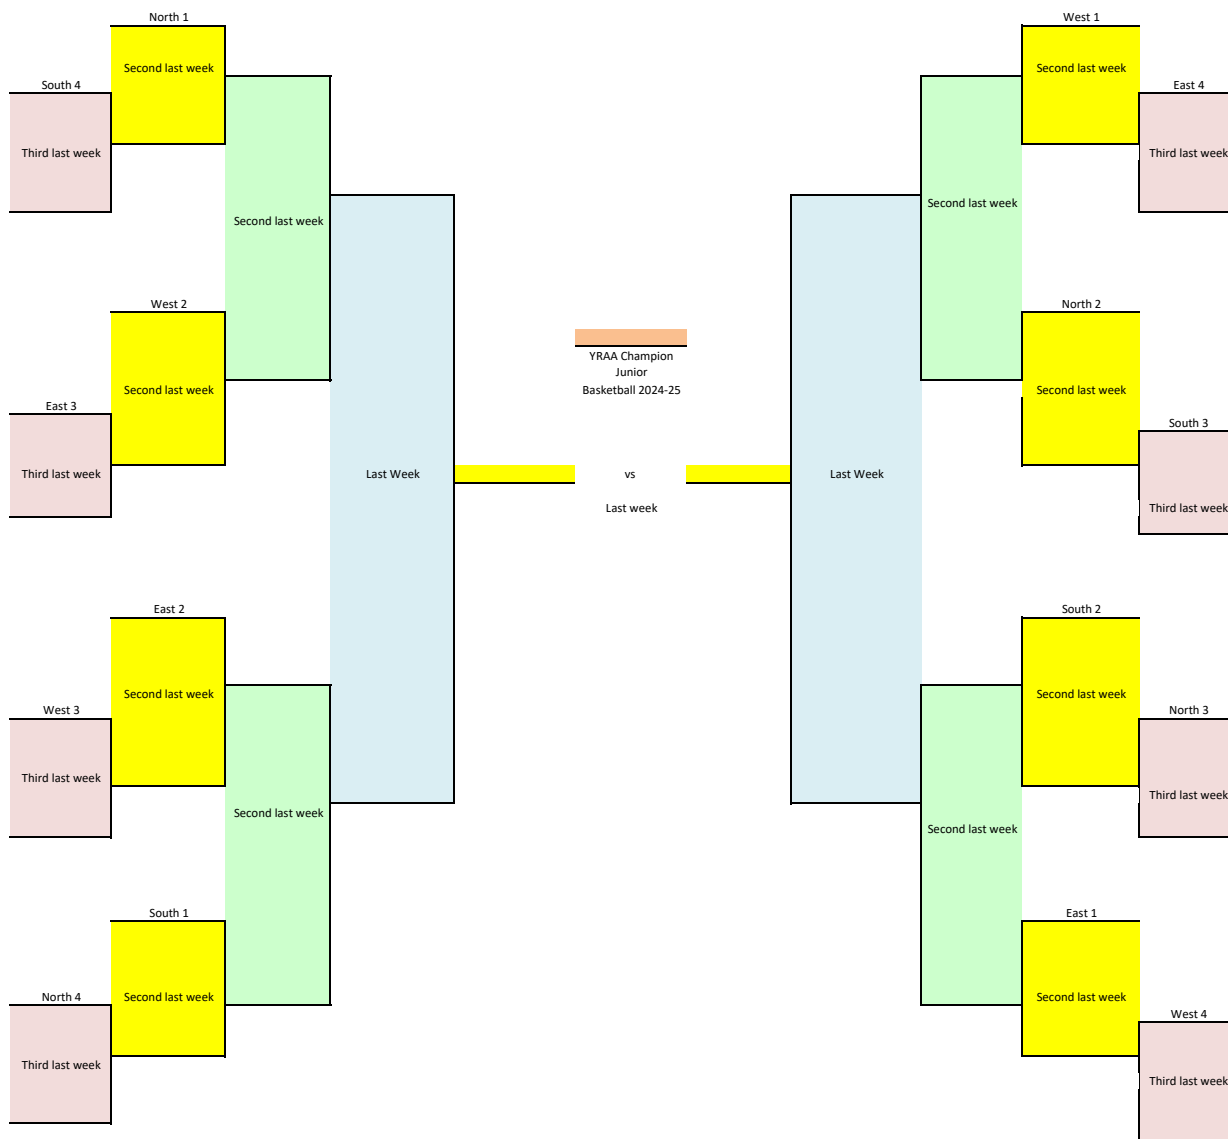 North 1
West 1
Second last week
Second last week
South 4
East 4
Third last week
Third last week
Second last week
Second last week
West 2
North 2
YRAA Champion
Junior
Basketball 2024-25
Second last week
Second last week
East 3
South 3
Third last week
Last Week
vs
Last Week
Last week
Third last week
East 2
South 2
Second last week
Second last week
West 3
North 3
Third last week
Third last week
Second last week
Second last week
South 1
East 1
North 4
Second last week
Second last week
West 4
Third last week
Third last week